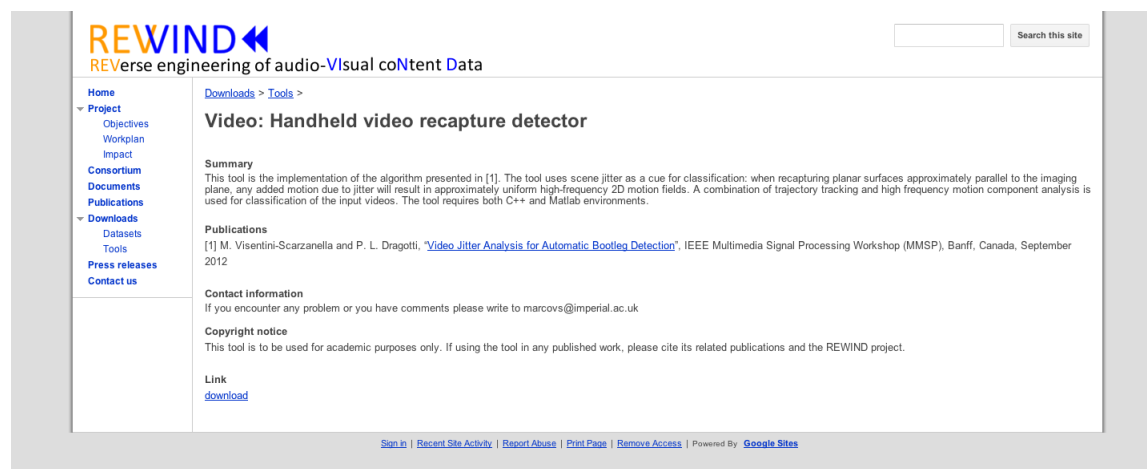 REWIND
Search this site
REVerse engineering of audio-VIsual coNtent Data
Home
Project
Objectives
Workplan
Impact
Consortium
Documents
Publications
Downloads
Datasets
Tools
Press releases
Contact us
Downloads > Tools >
Video: Handheld video recapture detector
Summary
This tool is the implementation of the algorithm presented in [1]. The tool uses scene jitter as a cue for classification: when recapturing planar surfaces approximately parallel to the imaging
plane, any added motion due to jitter will result in approximately uniform high-frequency 2D motion fields. A combination of trajectory tracking and high frequency motion component analysis is
used for classification of the input videos. The tool requires both C++ and Matlab environments.
Publications
[1] M. Visentini-Scarzanella and P. L. Dragotti, "Video Jitter Analysis for Automatic Bootleg Detection", IEEE Multimedia Signal Processing Workshop (MMSP), Banff, Canada, September
2012
Contact information
If you encounter any problem or you have comments please write to marcovs@imperial.ac.uk
Copyright notice
This tool is to be used for academic purposes only. If using the tool in any published work, please cite its related publications and the REWIND project.
Link
download
Sign in | Recent Site Activity | Report Abuse | Print Page | Remove Access | Powered By Google Sites